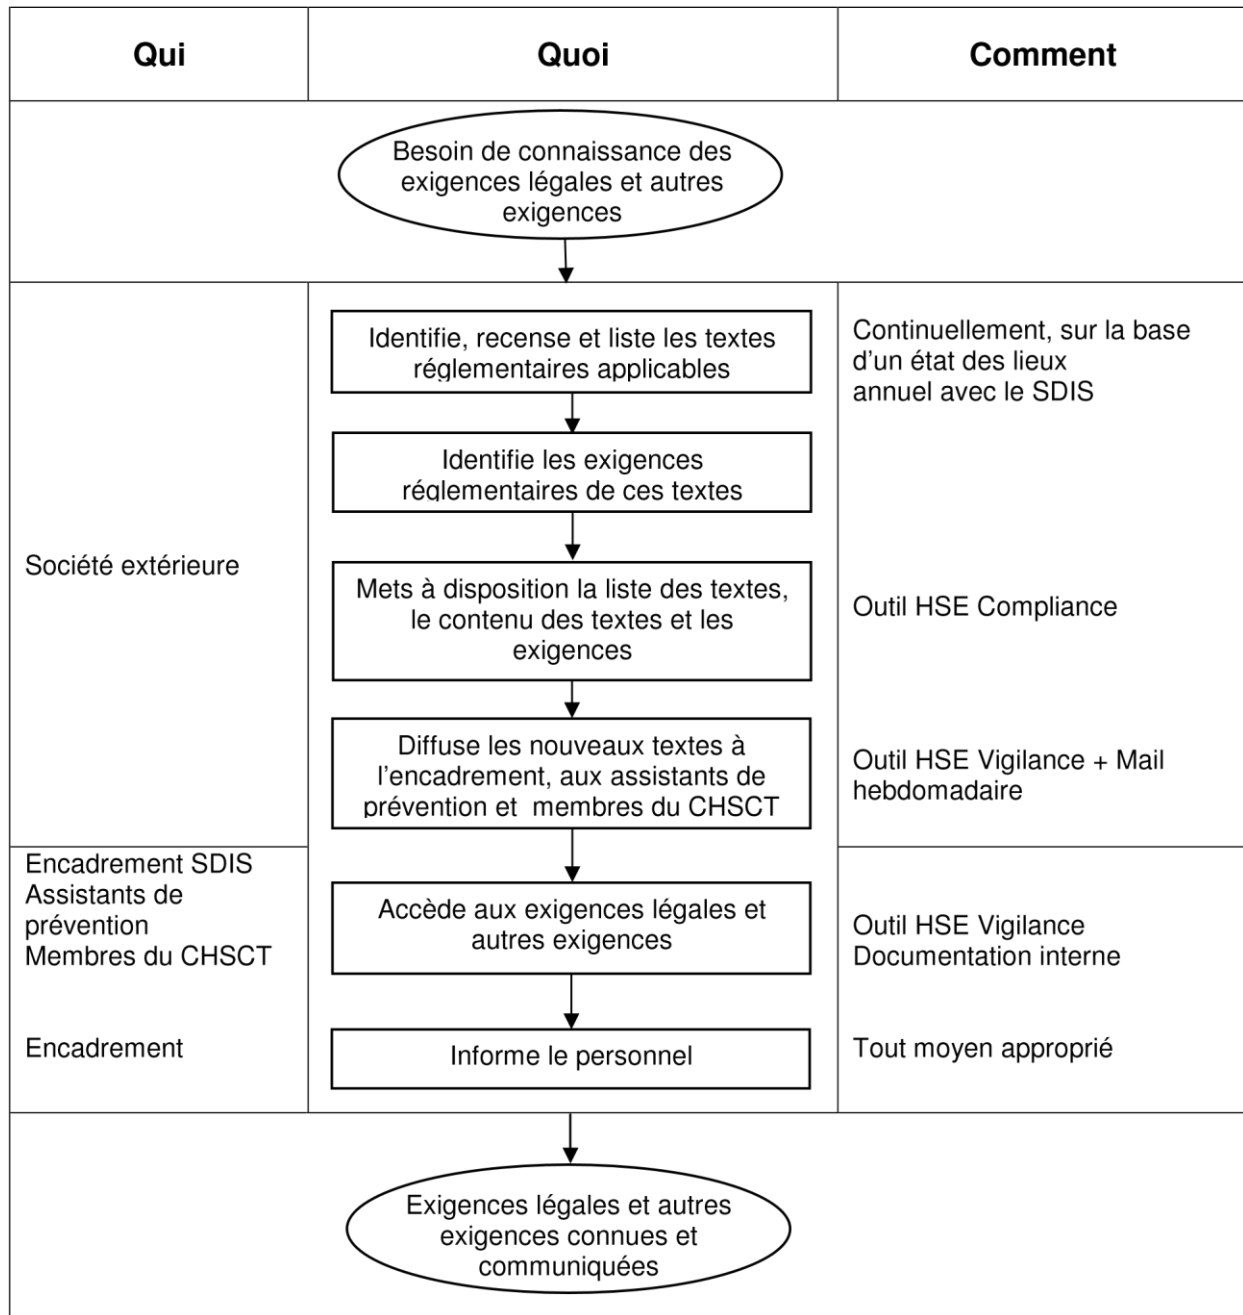 Qui
Quoi
Comment
Besoin de connaissance des
exigences légales et autres
exigences
Société extérieure
Identifie, recense et liste les textes
réglementaires applicables
Continuellement, sur la base
d'un état des lieux
annuel avec le SDIS
Identifie les exigences
réglementaires de ces textes
Mets à disposition la liste des textes,
le contenu des textes et les
exigences
Outil HSE Compliance
Diffuse les nouveaux textes à
l'encadrement, aux assistants de
prévention et  membres du CHSCT
Outil HSE Vigilance + Mail
hebdomadaire
Encadrement SDIS
Assistants de
prévention
Membres du CHSCT
Accède aux exigences légales et
autres exigences
Outil HSE Vigilance
Documentation interne
Encadrement
Informe le personnel
Tout moyen approprié
Exigences légales et autres
exigences connues et
communiquées